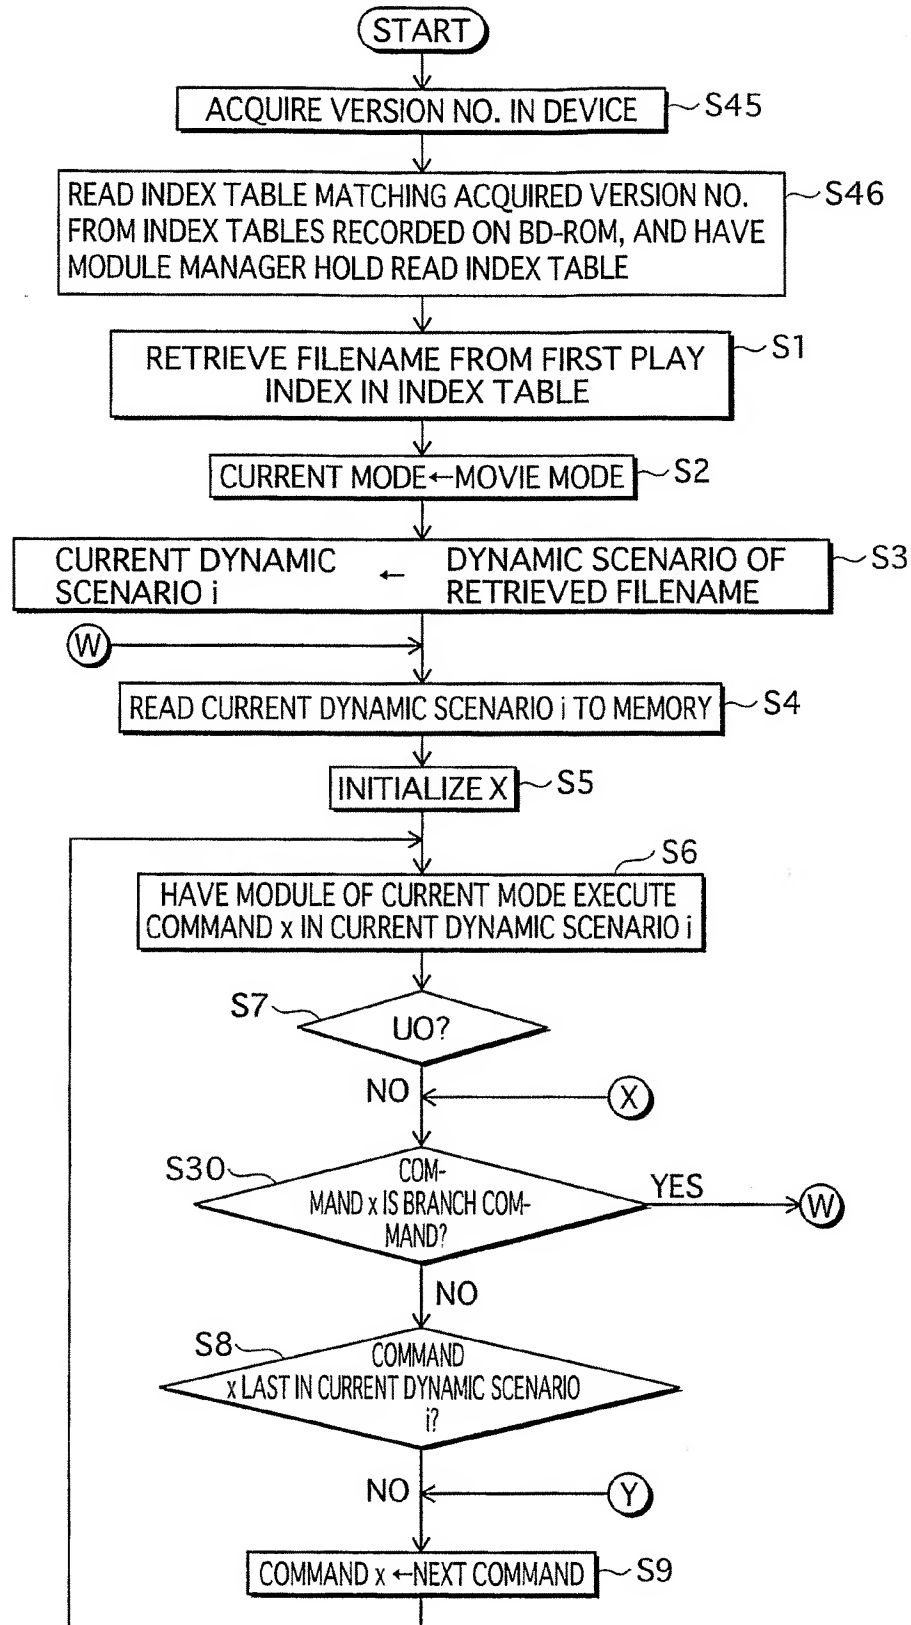 START
ACQUIRE VERSION NO. IN DEVICE
S45
READ INDEX TABLE MATCHING ACQUIRED VERSION NO.
FROM INDEX TABLES RECORDED ON BD-ROM, AND HAVE
MODULE MANAGER HOLD READ INDEX TABLE
S46
RETRIEVE FILENAME FROM FIRST PLAY
INDEX IN INDEX TABLE
S1
CURRENT MODE←MOVIE MODE
S2
CURRENT DYNAMIC
SCENARIO i
←
DYNAMIC SCENARIO OF
RETRIEVED FILENAME
S3
W
READ CURRENT DYNAMIC SCENARIO i TO MEMORY
S4
INITIALIZE X
S5
S6
HAVE MODULE OF CURRENT MODE EXECUTE
COMMAND x IN CURRENT DYNAMIC SCENARIO i
S7
UO?
NO
X
S30
COM-
MAND x IS BRANCH COM-
MAND?
YES
W
NO
S8
COMMAND
x LAST IN CURRENT DYNAMIC SCENARIO
i?
NO
Y
COMMAND x ←NEXT COMMAND
S9